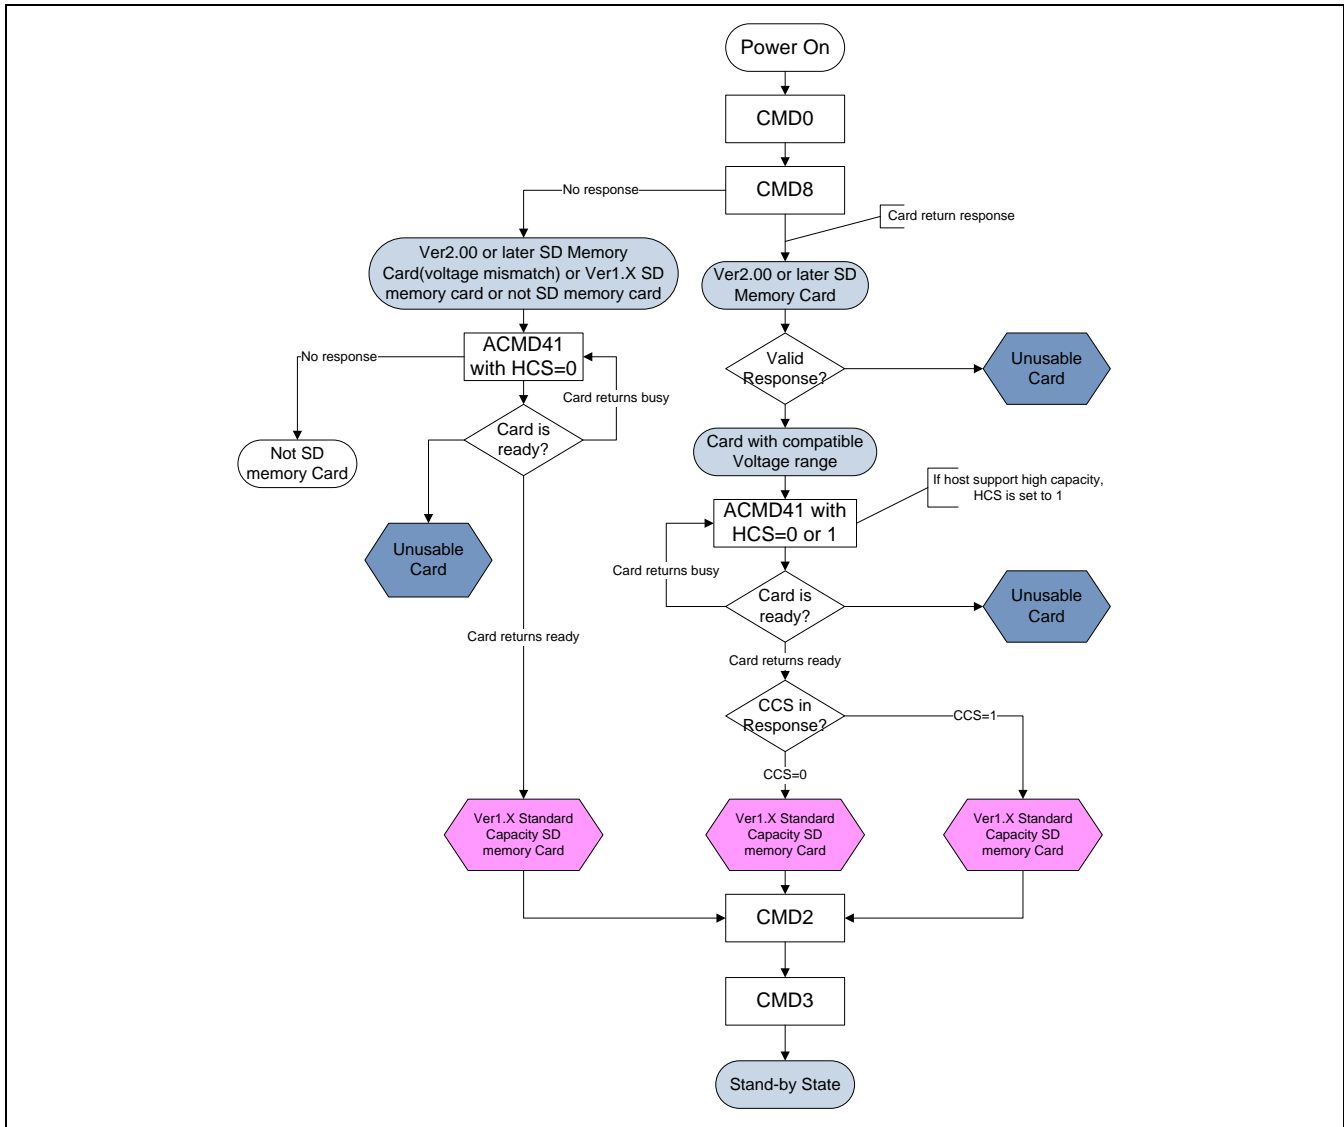 Power On
CMD0
CMD8
No response
Card return response
Ver2.00 or later SD Memory
Card(voltage mismatch) or Ver1.X SD
memory card or not SD memory card
Ver2.00 or later SD
Memory Card
ACMD41
with HCS=0
No response
Card returns busy
Valid
Response?
Unusable
Card
Card is
ready?
Not SD
memory Card
Card with compatible
Voltage range
If host support high capacity,
HCS is set to 1
ACMD41 with
HCS=0 or 1
Unusable
Card
Card returns busy
Card is
ready?
Unusable
Card
Card returns ready
Card returns ready
CCS in
Response?
CCS=1
CCS=0
Ver1.X Standard
Capacity SD
memory Card
Ver1.X Standard
Capacity SD
memory Card
Ver1.X Standard
Capacity SD
memory Card
CMD2
CMD3
Stand-by State